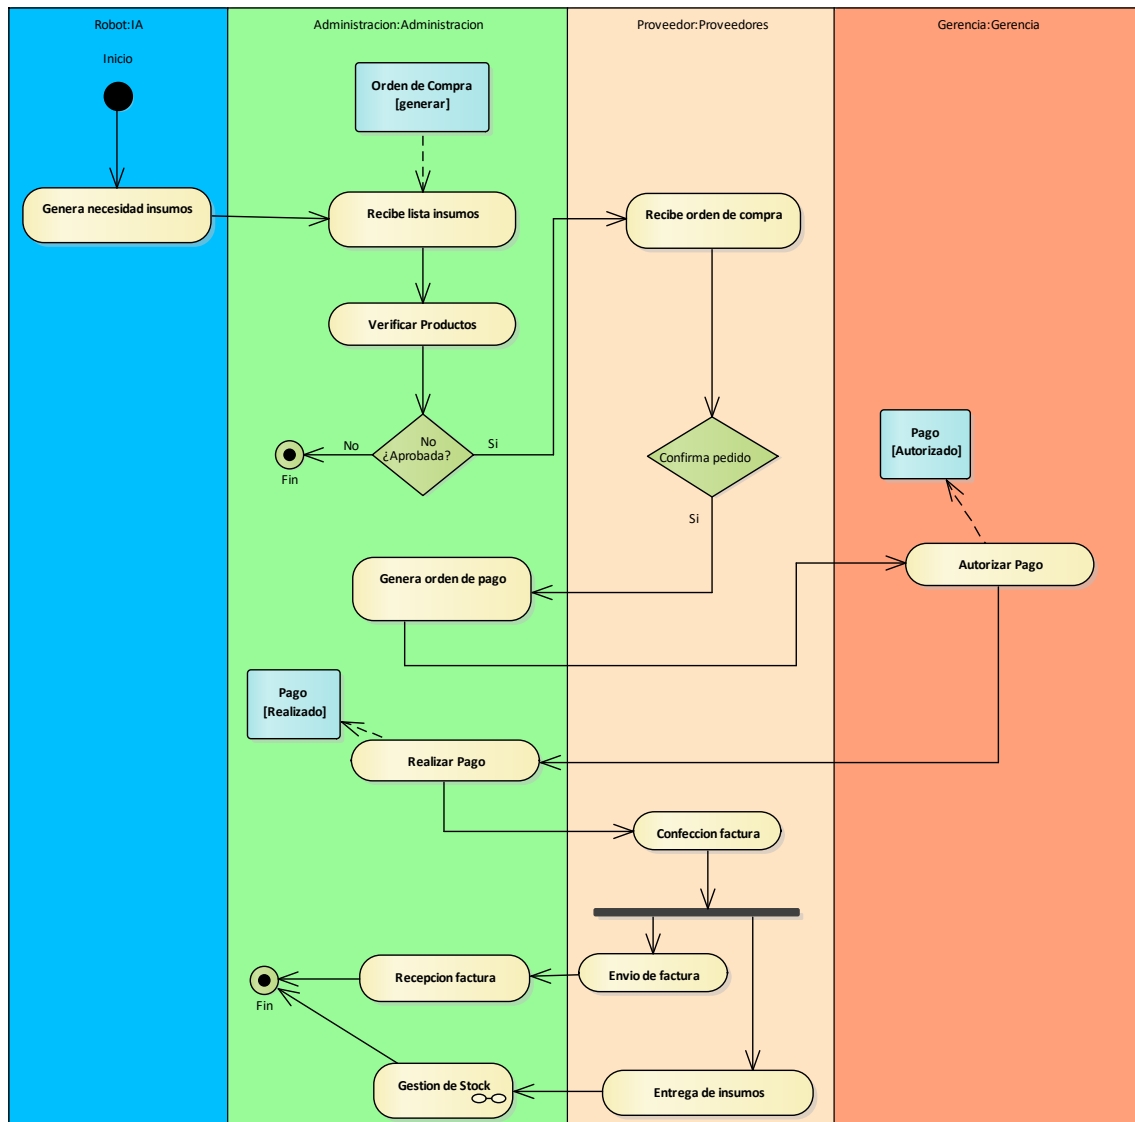 Robot:IA
Administracion:Administracion
Proveedor:Proveedores
Gerencia:Gerencia
Inicio
Orden de Compra
[generar]
Genera necesidad insumos
Recibe lista insumos
Recibe orden de compra
Verificar Productos
No
No
¿Aprobada?
Si
Fin
Confirma pedido
Si
Pago
[Autorizado]
Autorizar Pago
Genera orden de pago
Pago
[Realizado]
Realizar Pago
Confeccion factura
Envio de factura
Recepcion factura
Fin
Gestion de Stock
Entrega de insumos